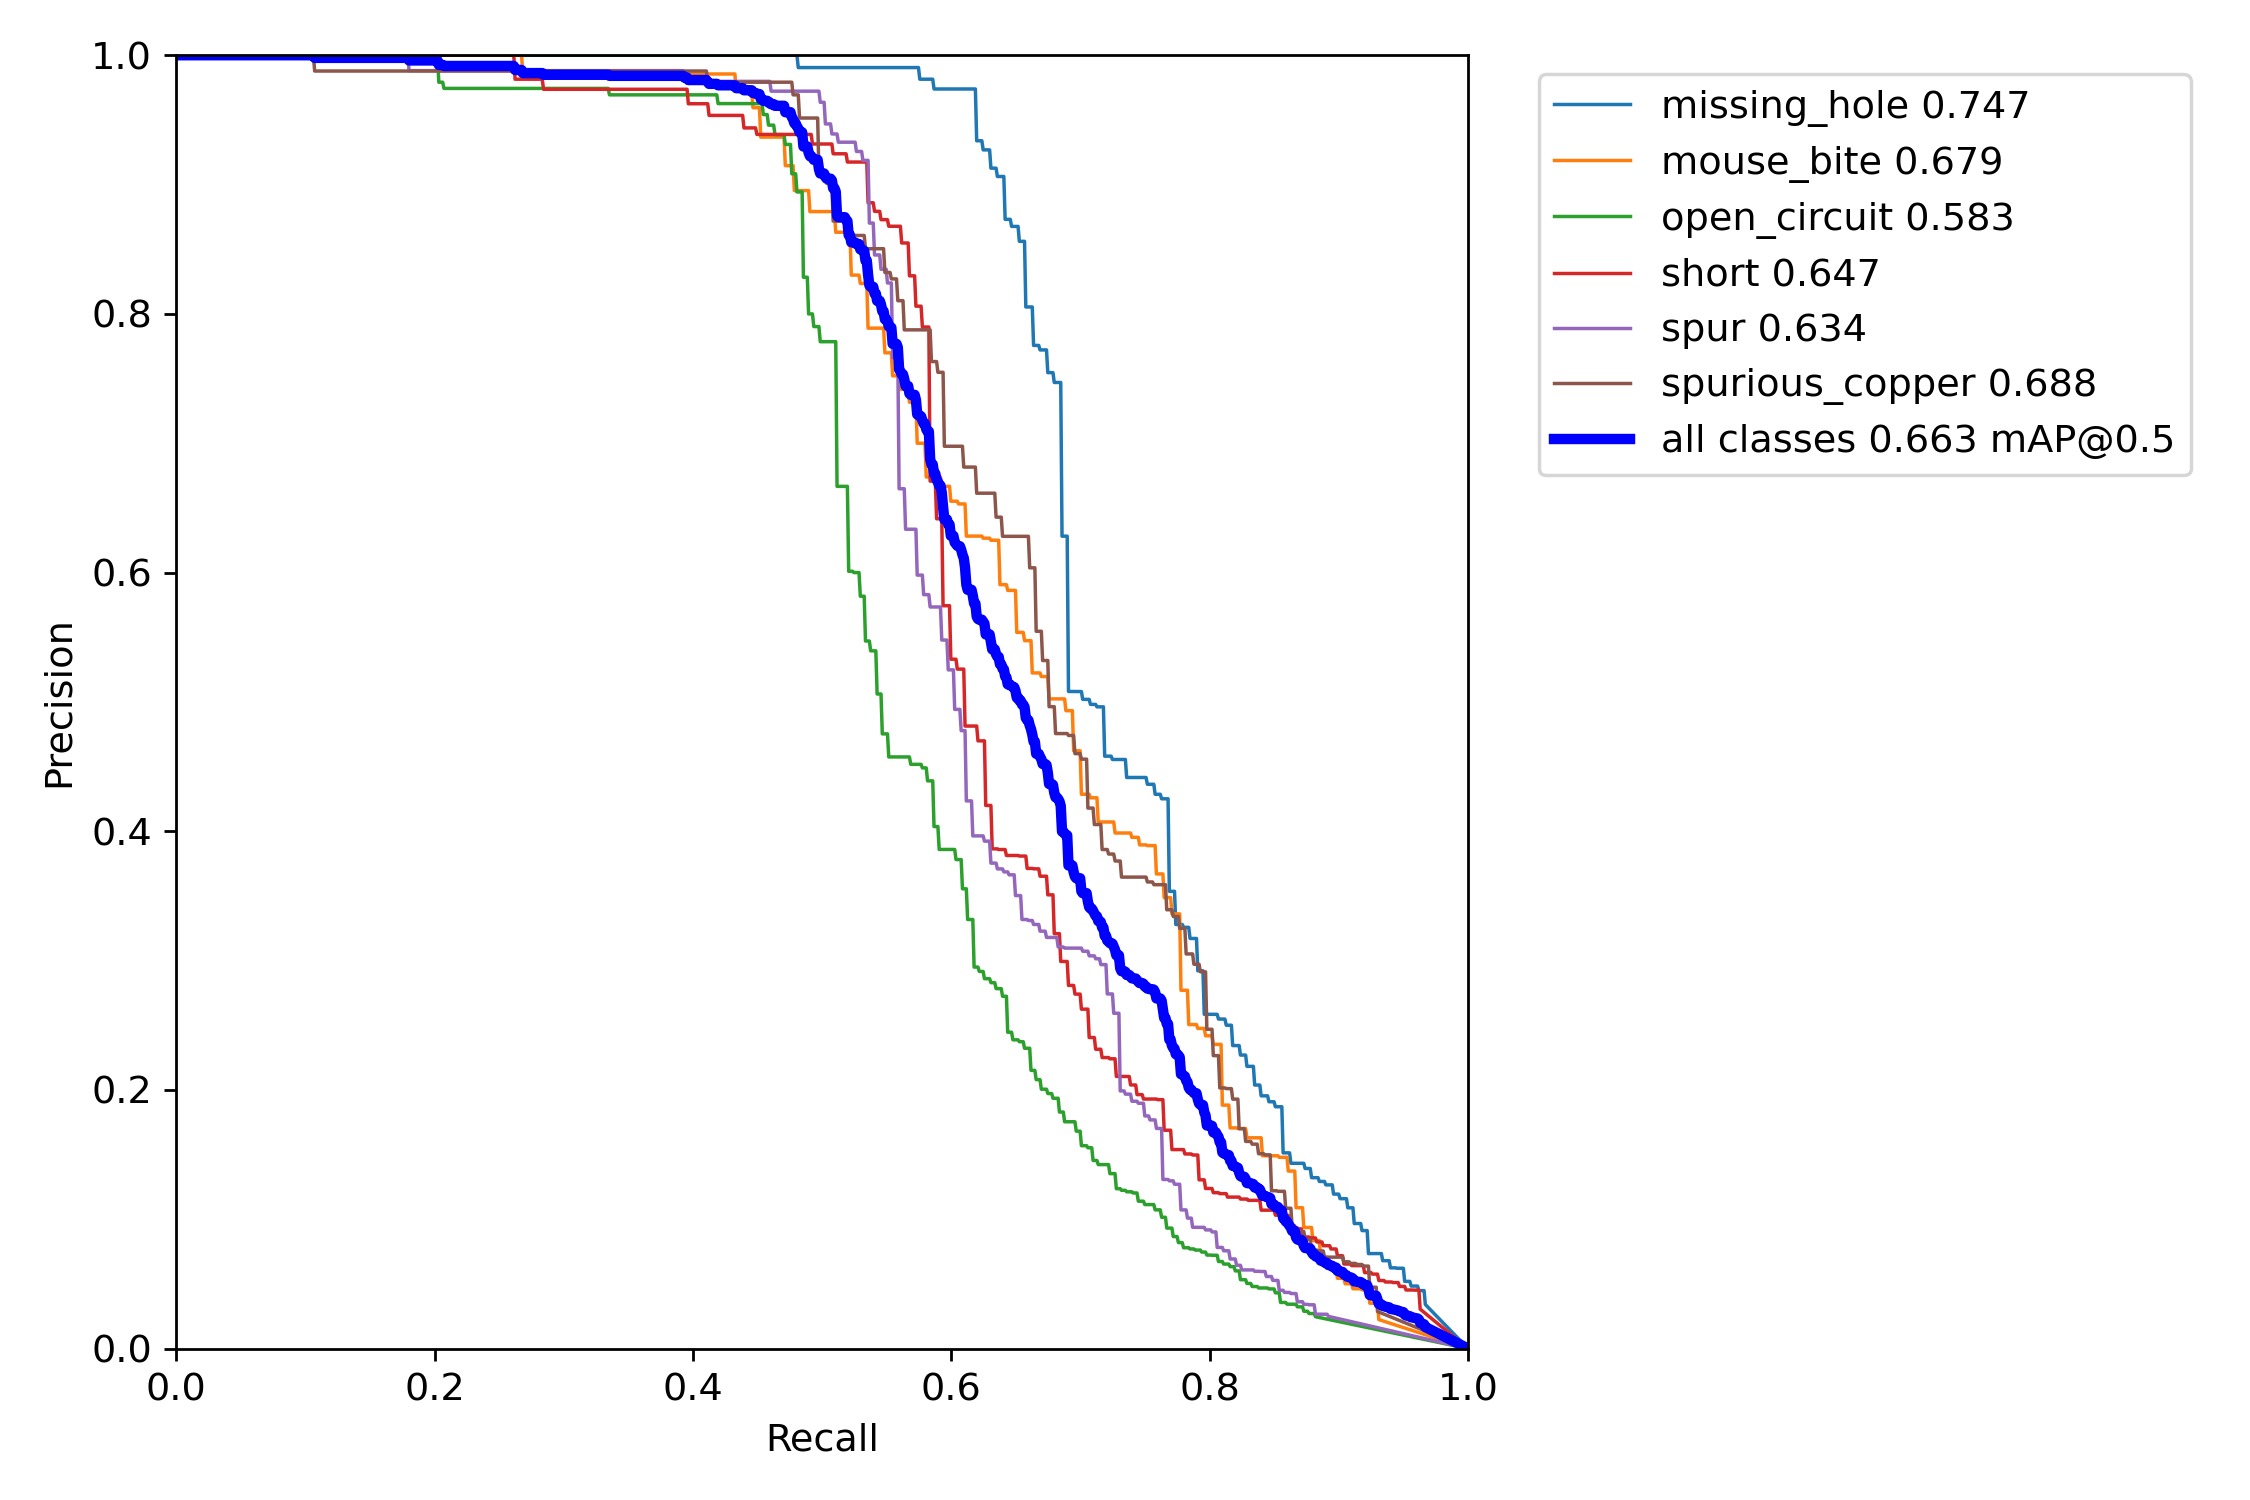 1.0
0.8
0.6
0.4
0.2
0.0
Precision
0.0 0.2 0.4 0.6 0.8 1.0
Recall
missing_hole 0.747
mouse_bite 0.679
open_circuit 0.583
short 0.647
spur 0.634
spurious_copper 0.688
all classes 0.663 mAP@0.5